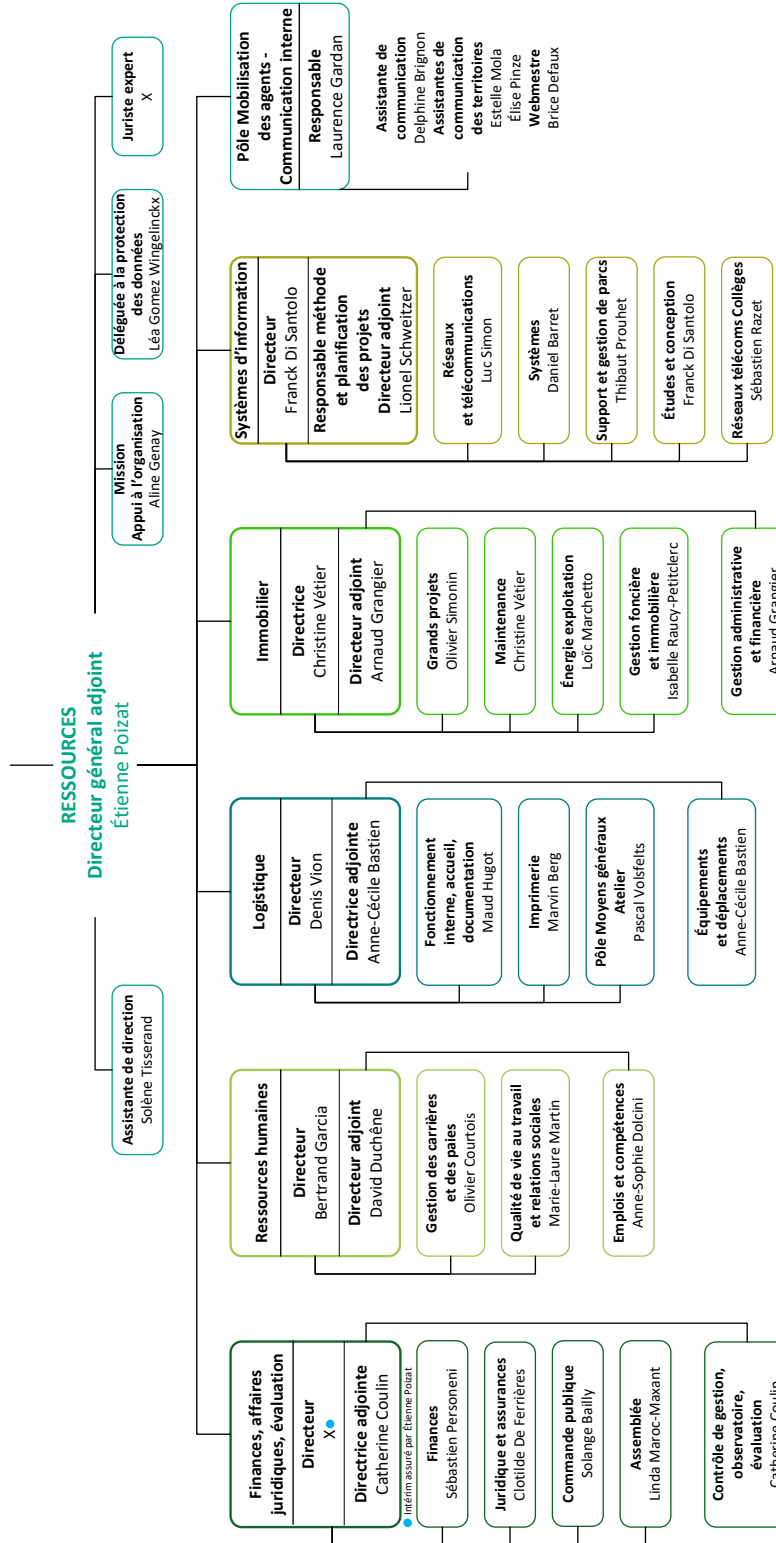 RESSOURCES
Directeur général adjoint
Étienne Poizat
Assistante de direction
Solène Tisserand
Mission
Appui à l'organisation
Aline Genay
Déléguée à la protection
des données
Léa Gomez Wingelinckx
Juriste expert
X
Finances, affaires
juridiques, évaluation
Directeur
X
Directrice adjointe
Catherine Coulin
Intérim assuré par Étienne Poizat
Finances
Sébastien Personeni
Juridique et assurances
Clotilde De Ferrières
Commande publique
Solange Bailly
Assemblée
Linda Maroc-Maxant
Contrôle de gestion,
observatoire,
évaluation
Catherine Coulin
Ressources humaines
Directeur
Bertrand Garcia
Directeur adjoint
David Duchêne
Gestion des carrières
et des paies
Olivier Courtois
Qualité de vie au travail
et relations sociales
Marie-Laure Martin
Emplois et compétences
Anne-Sophie Dolcini
Logistique
Directeur
Denis Vion
Directrice adjointe
Anne-Cécile Bastien
Fonctionnement
interne, accueil,
documentation
Maud Hugot
Imprimerie
Marvin Berg
Pôle Moyens généraux
Atelier
Pascal Volsfelts
Équipements
et déplacements
Anne-Cécile Bastien
Immobilier
Directrice
Christine Vétier
Directeur adjoint
Arnaud Grangier
Grands projets
Olivier Simonin
Maintenance
Christine Vétier
Énergie exploitation
Loïc Marchetto
Gestion foncière
et immobilière
Isabelle Raucy-Petitclerc
Gestion administrative
et financière
Arnaud Grangier
Systèmes d'information
Directeur
Franck Di Santolo
Responsable méthode
et planification
des projets
Directeur adjoint
Lionel Schweitzer
Réseaux
et télécommunications
Luc Simon
Systèmes
Daniel Barret
Support et gestion de parcs
Thibaut Prouhet
Études et conception
Franck Di Santolo
Réseaux télécoms Collèges
Sébastien Razet
Pôle Mobilisation
des agents -
Communication interne
Responsable
Laurence Gardan
Assistante de
communication
Delphine Brignon
Assistantes de
communication
des territoires
Estelle Mola
Élise Pinze
Webmestre
Brice Defaux